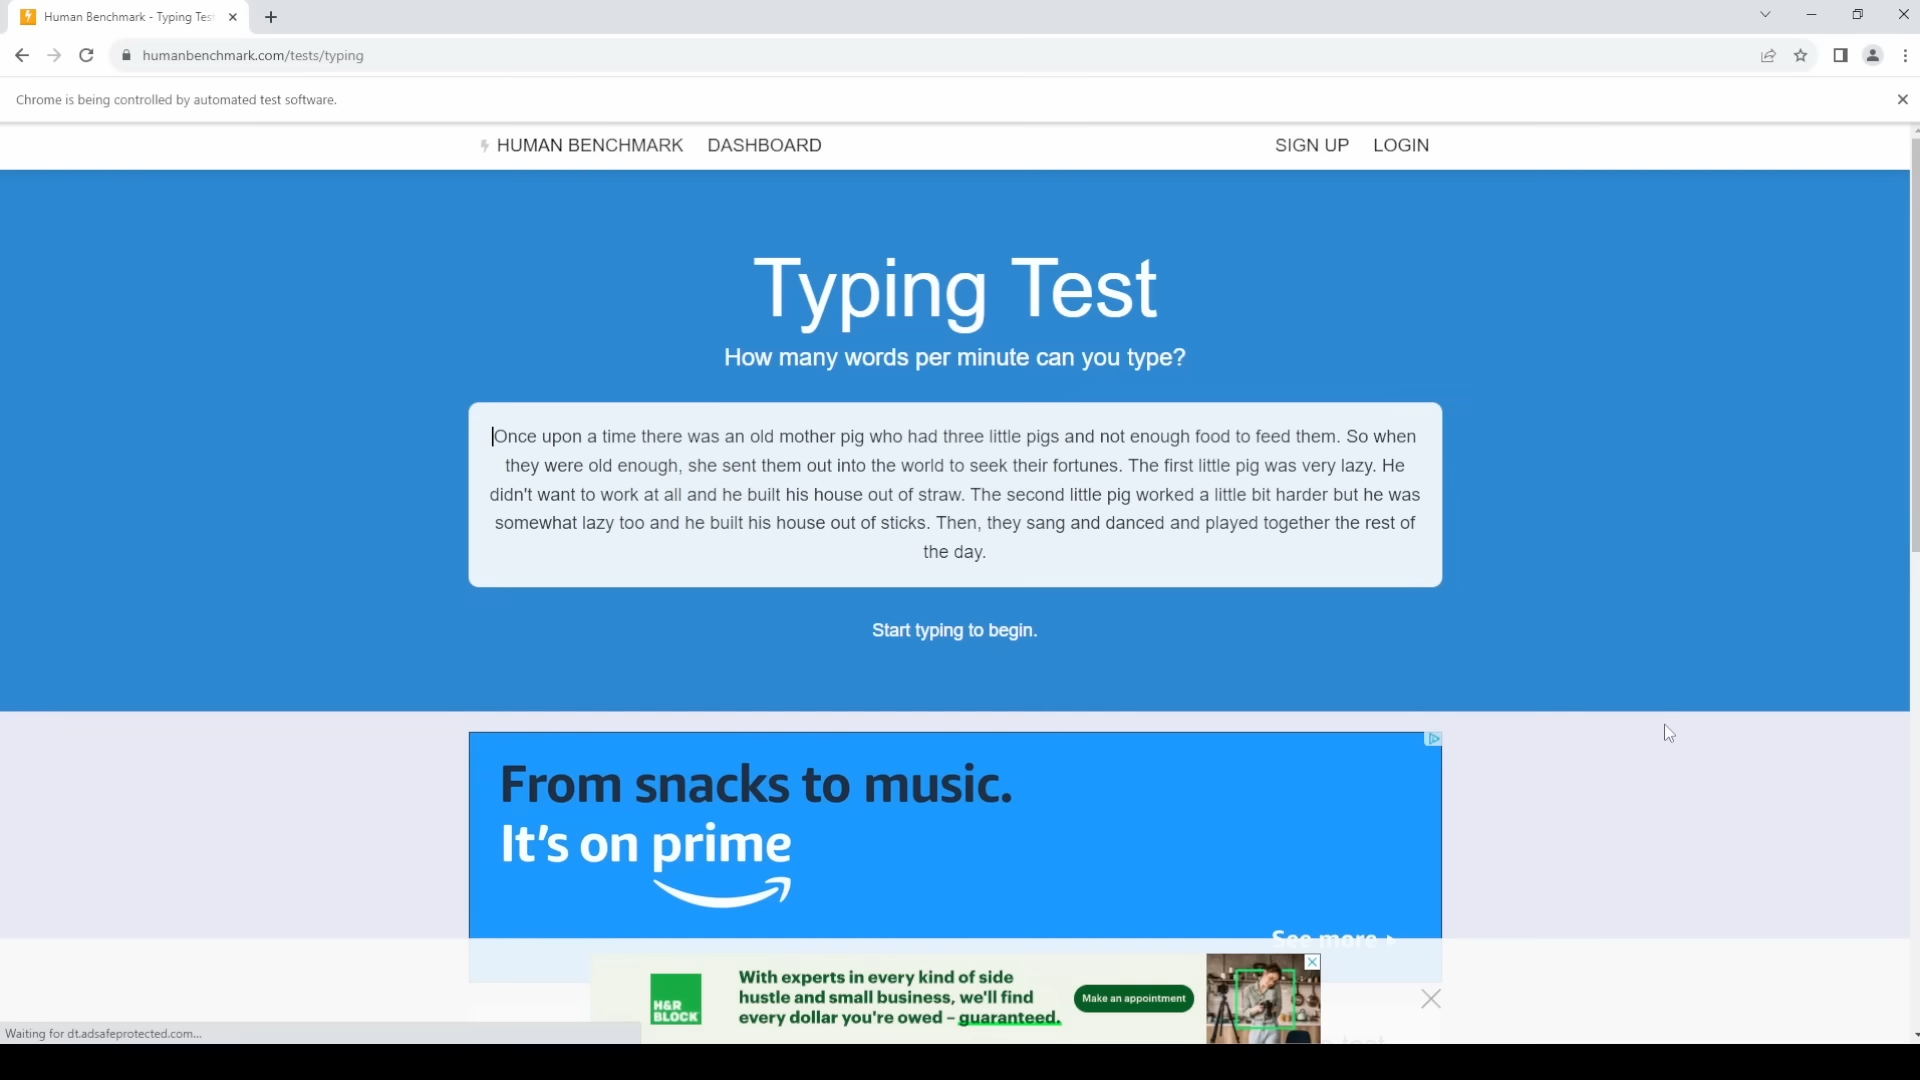 Human Benchmark - Typing Test
humanbenchmark.com/tests/typing
Chrome is being controlled by automated test software.
HUMAN BENCHMARK DASHBOARD SIGN UP LOGIN
Typing Test
How many words per minute can you type?
Once upon a time there was an old mother pig who had three little pigs and not enough food to feed them. So when
they were old enough, she sent them out into the world to seek their fortunes. The first little pig was very lazy. He
didn't want to work at all and he built his house out of straw. The second little pig worked a little bit harder but he was
somewhat lazy too and he built his house out of sticks. Then, they sang and danced and played together the rest of
the day.
Start typing to begin.
From snacks to music.
It's on prime
See more
H&R
BLOCK
With experts in every kind of side
hustle and small business, we'll find
every dollar you're owed – guaranteed.
Make an appointment
Waiting for dt.adsafeprotected.com...